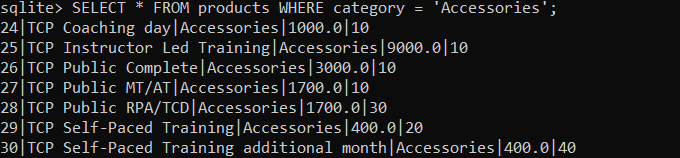 sqlite> SELECT * FROM products WHERE category = 'Accessories';
24|TCP Coaching day|Accessories|1000.0|10
25|TCP Instructor Led Training|Accessories|9000.0|10
26|TCP Public Complete|Accessories|3000.0|10
27|TCP Public MT/AT|Accessories|1700.0|10
28|TCP Public RPA/TCD|Accessories|1700.0|30
29|TCP Self-Paced Training|Accessories|400.0|20
30|TCP Self-Paced Training additional month|Accessories|400.0|40